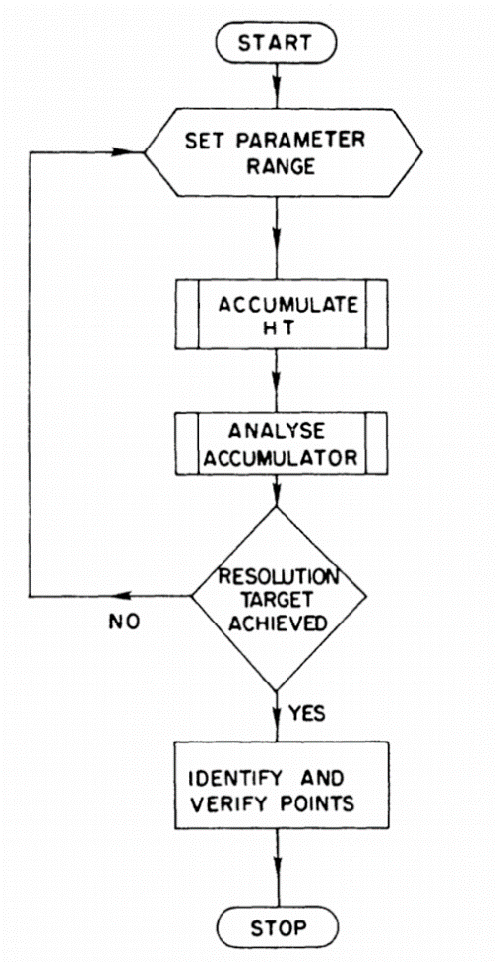 START
SET PARAMETER
RANGE
ACCUMULATE
HT
ANALYSE
ACCUMULATOR
RESOLUTION
TARGET
ACHIEVED
NO
YES
IDENTIFY AND
VERIFY POINTS
STOP